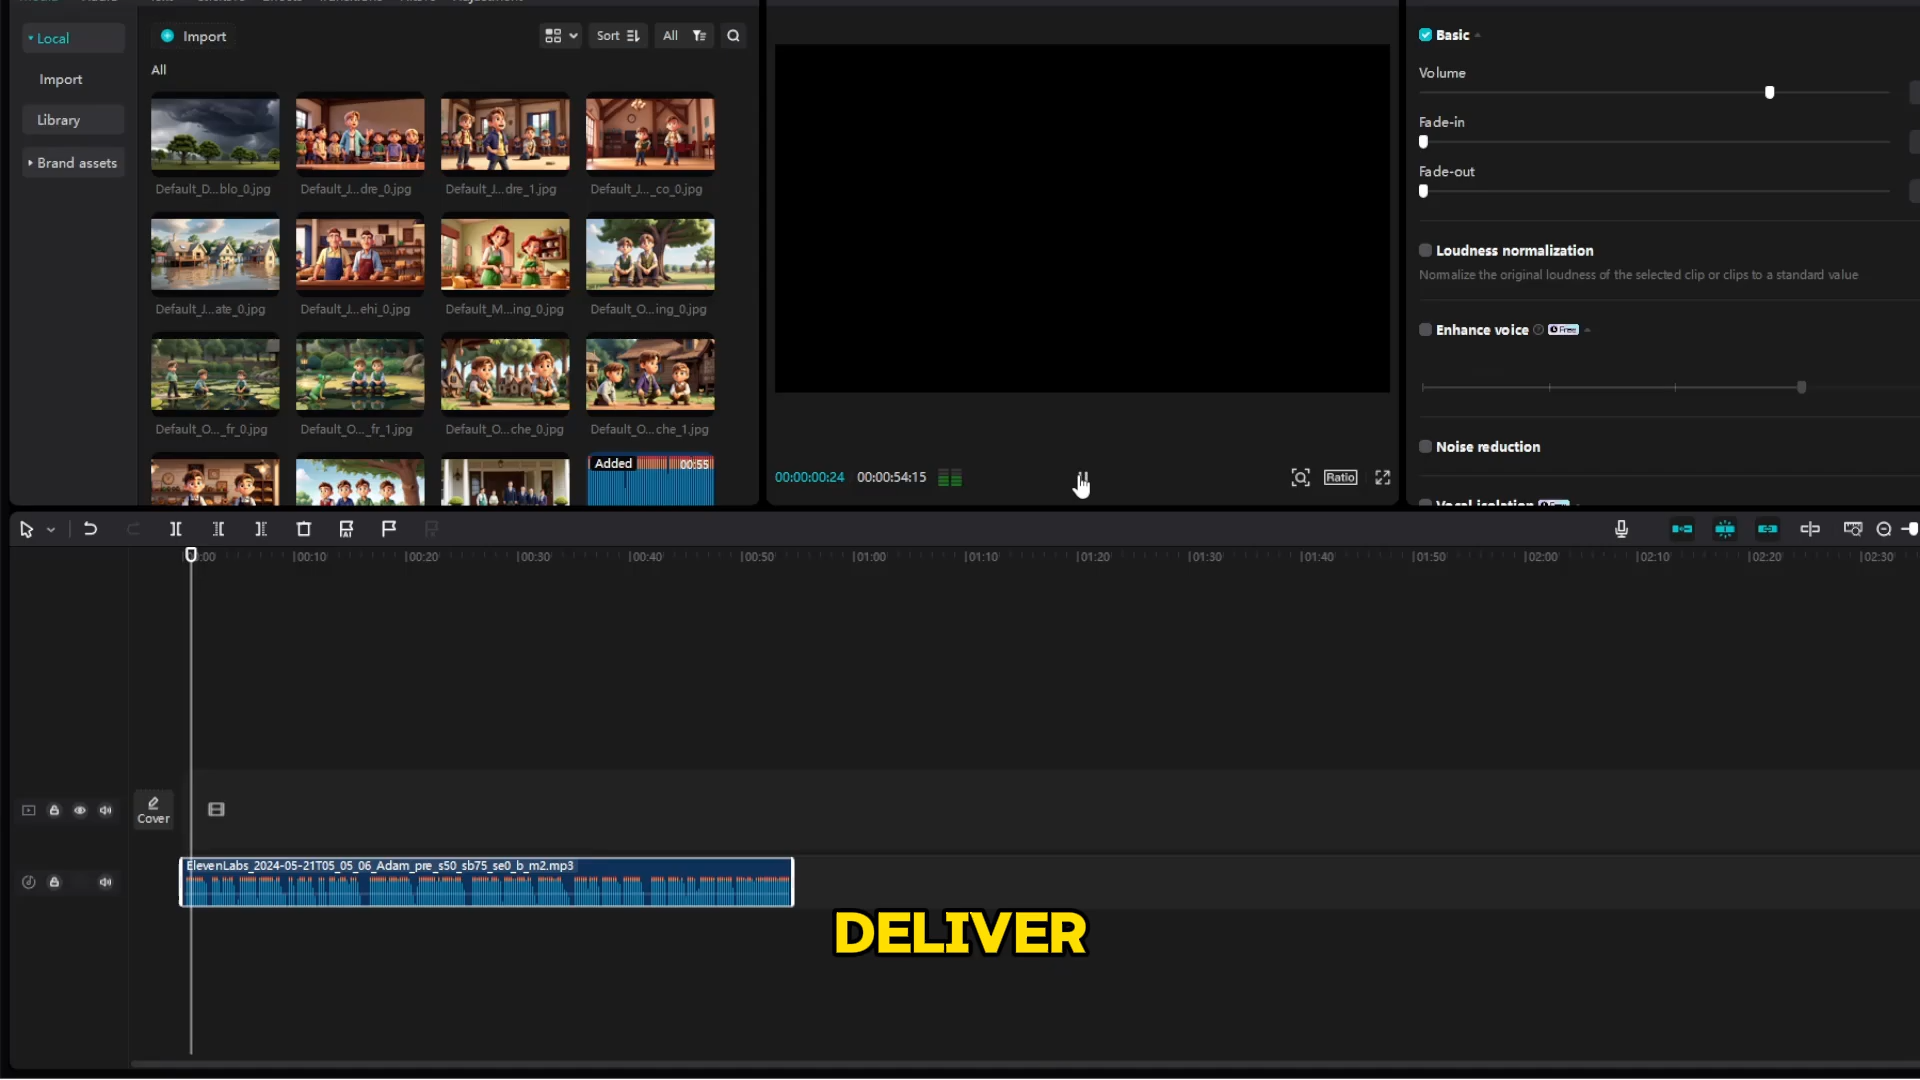 Local
Import
Library
Brand assets
Import
Sort
All
All
Default_D...blo_0.jpg
Default_J...dre_0.jpg
Default_J...dre_1.jpg
Default_J..._co_0.jpg
Default_J...ate_0.jpg
Default_J...ehi_0.jpg
Default_M...ing_0.jpg
Default_O...ing_0.jpg
Default_O..._fr_0.jpg
Default_O..._fr_1.jpg
Default_O...che_0.jpg
Default_O...che_1.jpg
Added
00:55
00:00:00:24
00:00:54:15
Ratio
Basic
Volume
Fade-in
Fade-out
Loudness normalization
Normalize the original loudness of the selected clip or clips to a standard value
Enhance voice
Free
Noise reduction
Vocal isolation
00:00
00:10
00:20
00:30
00:40
00:50
01:00
01:10
01:20
01:30
01:40
01:50
02:00
02:10
02:20
02:30
Cover
ElevenLabs_2024-05-21T05_05_06_Adam_pre_s50_sb75_se0_b_m2.mp3
DELIVER